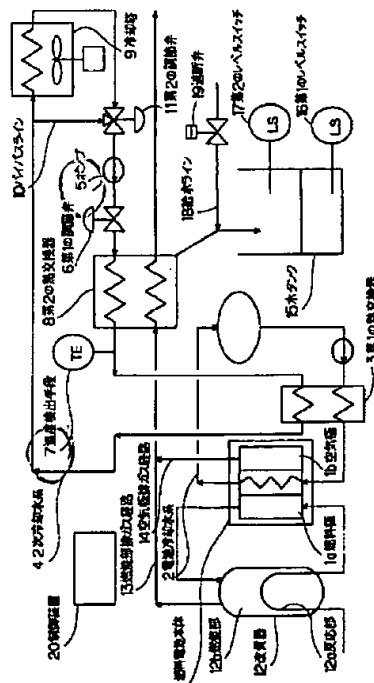 9冷却塔
10バイパスライン
11第2の調節弁
5ポンプ
6第1の調節弁
8第2の熱交換器
19遮断弁
17第2のレベルスイッチ
16第1のレベルスイッチ
LS
LS
18給水ライン
15水タンク
TE
7温度検出手段
42次冷却水系
3第1の熱交換器
20制御装置
13燃焼部排ガス経路
14空気極排ガス経路
2電池冷却水系
燃料電池本体
1b空気極
1a燃料極
12b燃焼部
12改質器
12a反応部